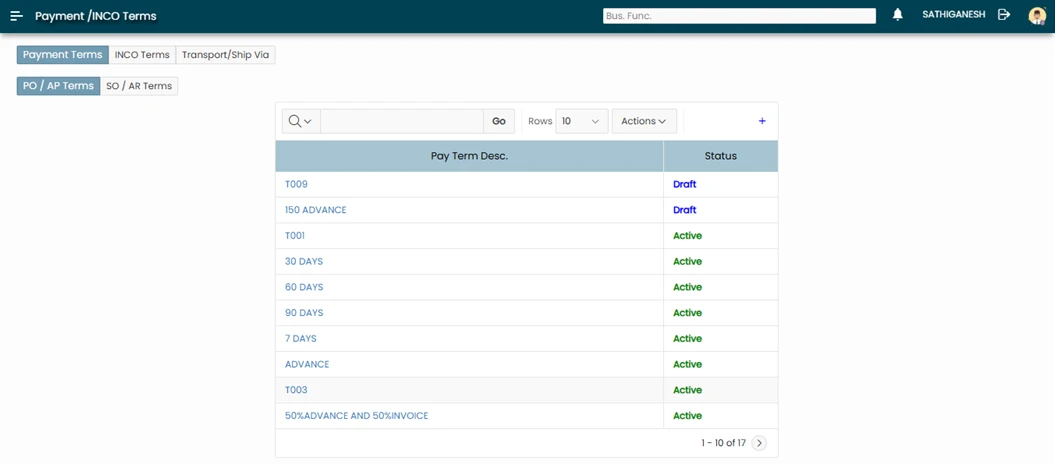 Payment /INCO Terms Bus. Func. SATHIGANESH
Payment Terms INCO Terms Transport/Ship Via
PO / AP Terms SO / AR Terms
Go Rows 10 Actions +
Pay Term Desc. Status
T009 Draft
150 ADVANCE Draft
T001 Active
30 DAYS Active
60 DAYS Active
90 DAYS Active
7 DAYS Active
ADVANCE Active
T003 Active
50%ADVANCE AND 50%INVOICE Active
1 - 10 of 17